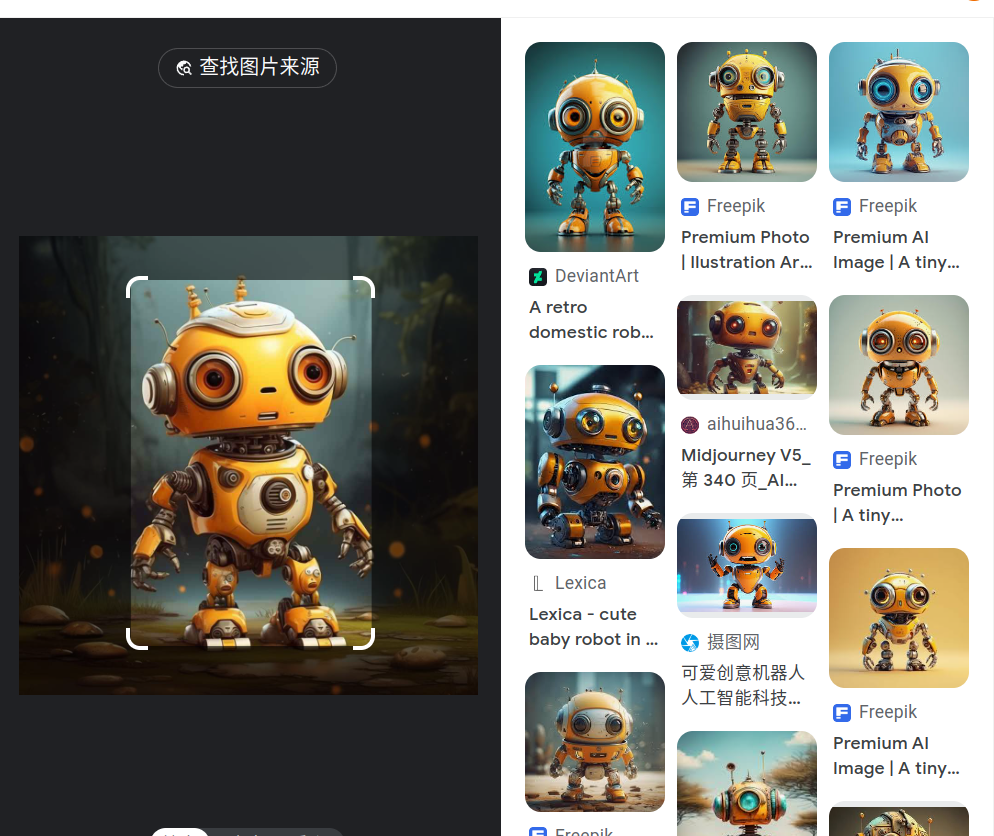 查找图片来源
DeviantArt
A retro
domestic rob...
Lexica
Lexica - cute
baby robot in ...
Freepik
Freepik
Premium Photo
| Ilustration Ar...
aihuihua36...
Midjourney V5_
第 340 页_AI...
摄图网
可爱创意机器人
人工智能科技...
Freepik
Premium AI
Image | A tiny...
Freepik
Premium Photo
| A tiny...
Freepik
Premium AI
Image | A tiny...